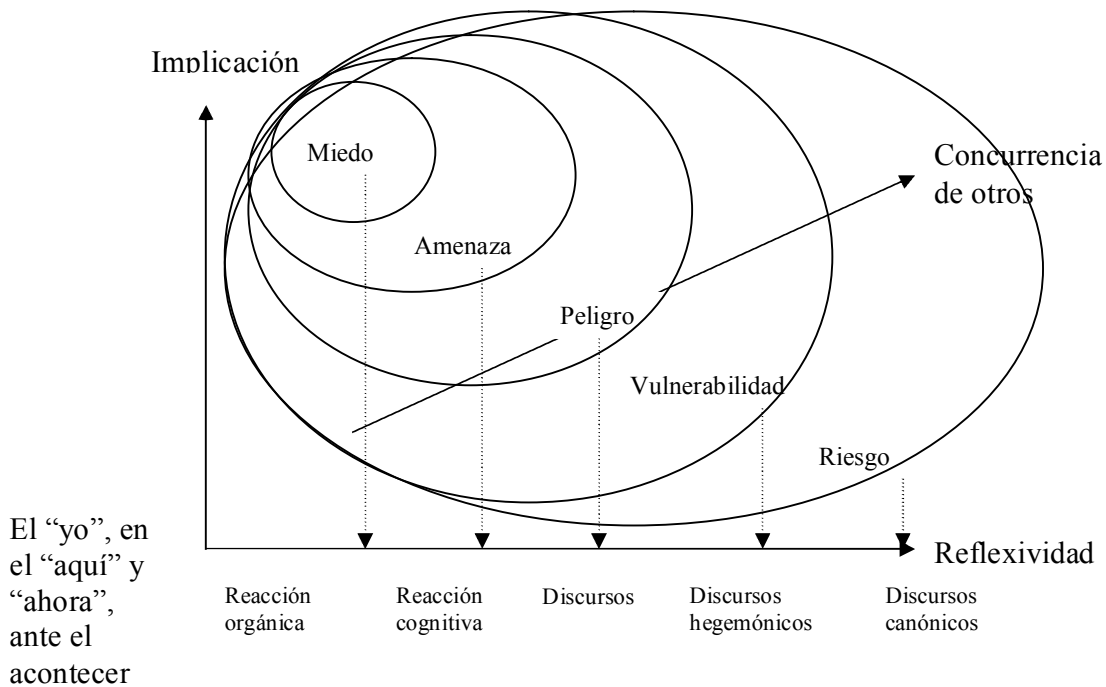 Implicación
Concurrencia
de otros
Miedo
Amenaza
Peligro
Vulnerabilidad
Riesgo
El “yo”, en
el “aquí” y
“ahora”,
ante el
acontecer
Reflexividad
Reacción
orgánica
Reacción
cognitiva
Discursos
Discursos
hegemónicos
Discursos
canónicos